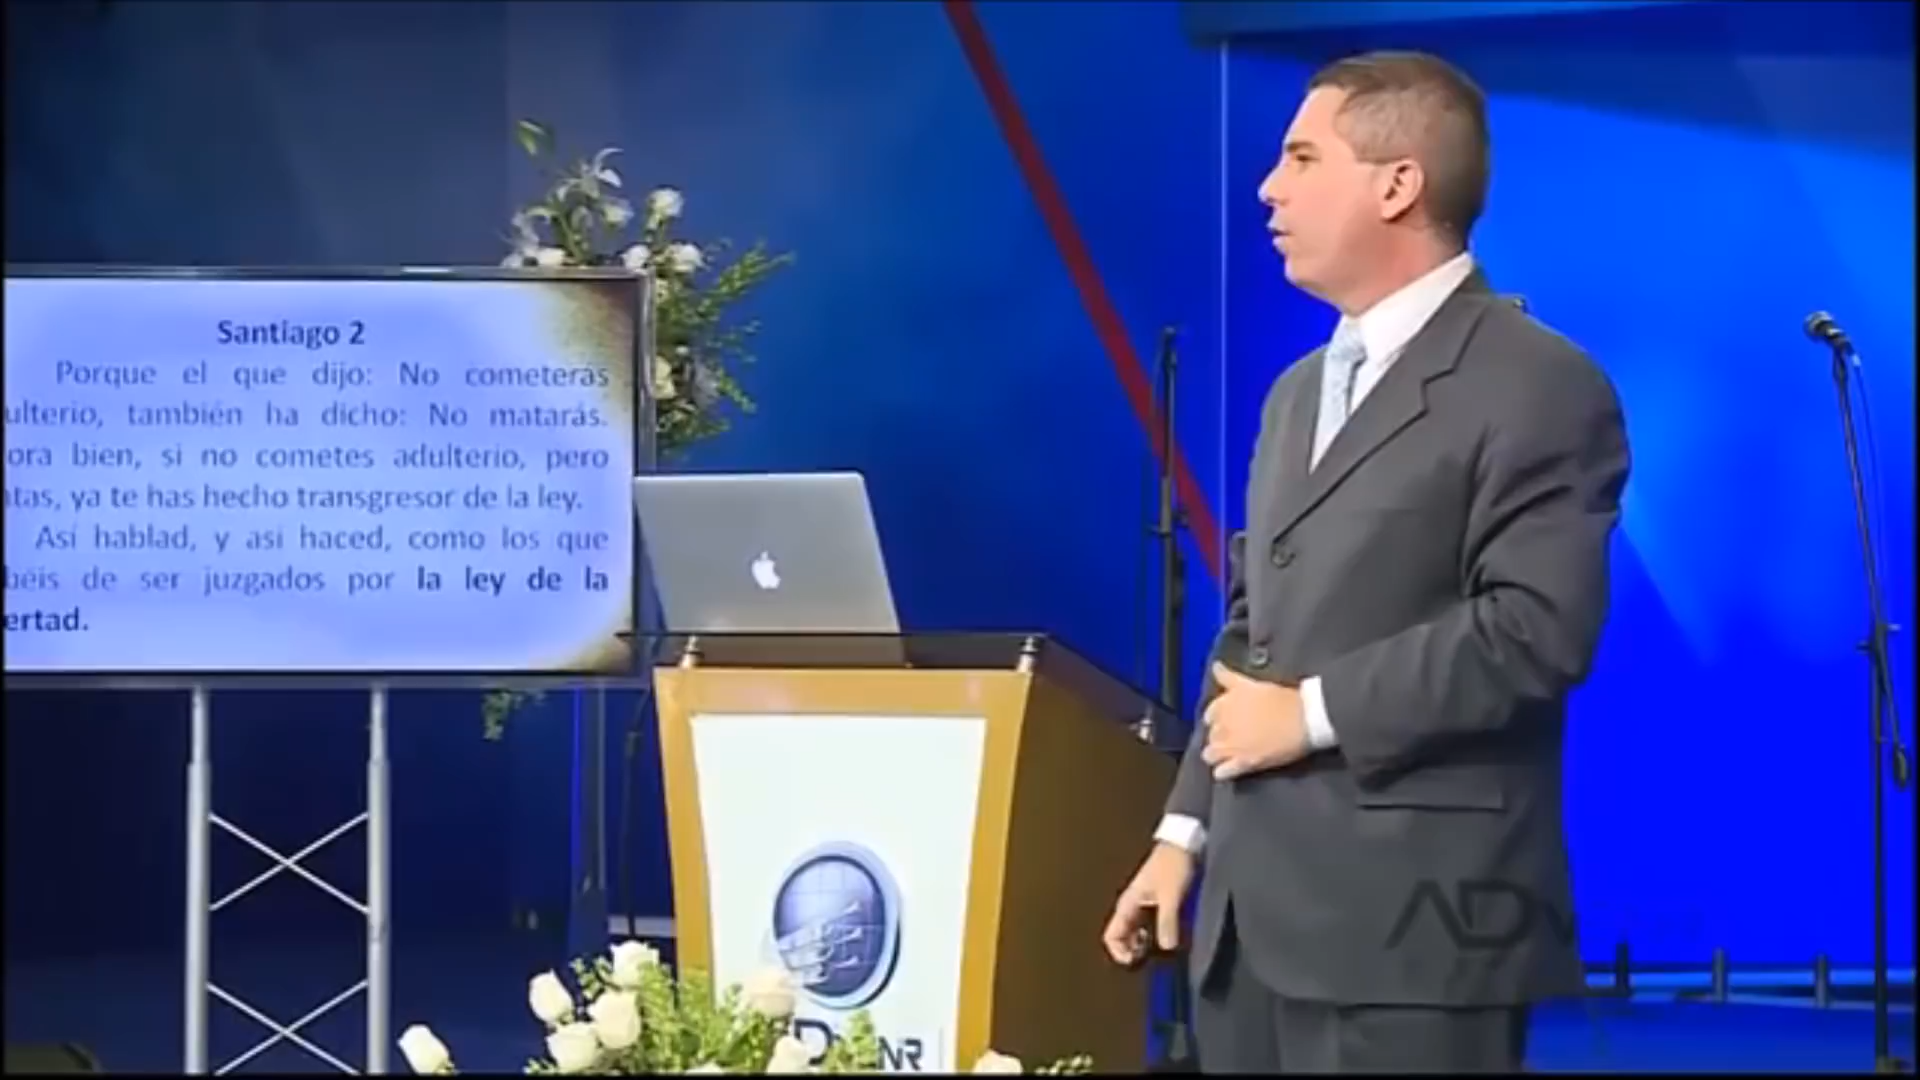 Santiago 2
Porque el que dijo: No cometerás
ulterio, también ha dicho: No matarás.
ora bien, si no cometes adulterio, pero
tas, ya te has hecho transgresor de la ley.
Así hablad, y así haced, como los que
béis de ser juzgados por la ley de la
ertad.